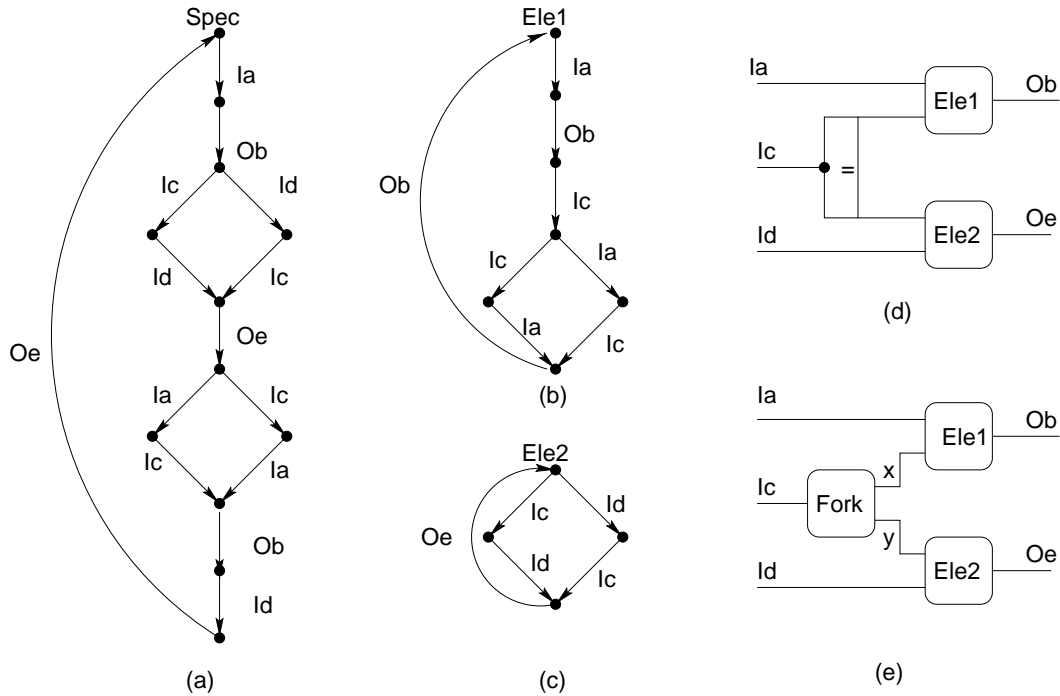 Spec
Ia
Ob
Ic
Id
Id
Ic
Oe
Oe
Ia
Ic
Ic
Ia
Ob
Id
(a)
Ele1
Ia
Ob
Ob
Ic
Ic
Ia
Ia
Ic
(b)
Ele2
Oe
Ic
Id
Id
Ic
(c)
Ia
Ele1
Ob
Ic
=
Id
Ele2
Oe
(d)
Ia
Ele1
Ob
x
Ic
Fork
y
Id
Ele2
Oe
(e)